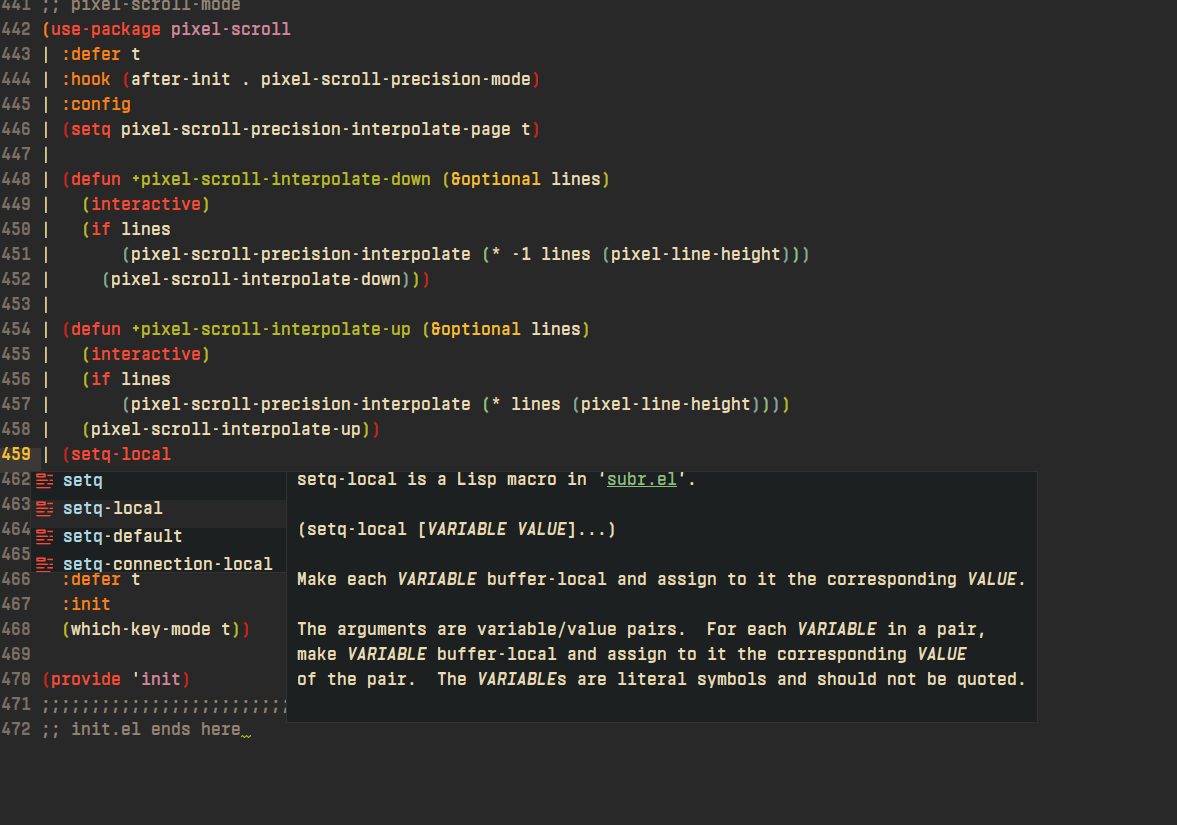 441 ;; pixel-scroll-mode
442 (use-package pixel-scroll
443 | :defer t
444 | :hook (after-init . pixel-scroll-precision-mode)
445 | :config
446 | (setq pixel-scroll-precision-interpolate-page t)
447 |
448 | (defun +pixel-scroll-interpolate-down (&optional lines)
449 |   (interactive)
450 |   (if lines
451 |       (pixel-scroll-precision-interpolate (* -1 lines (pixel-line-height)))
452 |     (pixel-scroll-interpolate-down)))
453 |
454 | (defun +pixel-scroll-interpolate-up (&optional lines)
455 |   (interactive)
456 |   (if lines
457 |       (pixel-scroll-precision-interpolate (* lines (pixel-line-height))))
458 |   (pixel-scroll-interpolate-up))
459 | (setq-local
462 setq
463 setq-local
464 setq-default
465 setq-connection-local
setq-local is a Lisp macro in 'subr.el'.
(setq-local [VARIABLE VALUE]...)
Make each VARIABLE buffer-local and assign to it the corresponding VALUE.
The arguments are variable/value pairs.  For each VARIABLE in a pair,
make VARIABLE buffer-local and assign to it the corresponding VALUE
of the pair.  The VARIABLEs are literal symbols and should not be quoted.
466   :defer t
467   :init
468   (which-key-mode t))
469
470 (provide 'init)
471 ;;;;;;;;;;;;;;;;;;;;;;;;;
472 ;; init.el ends here